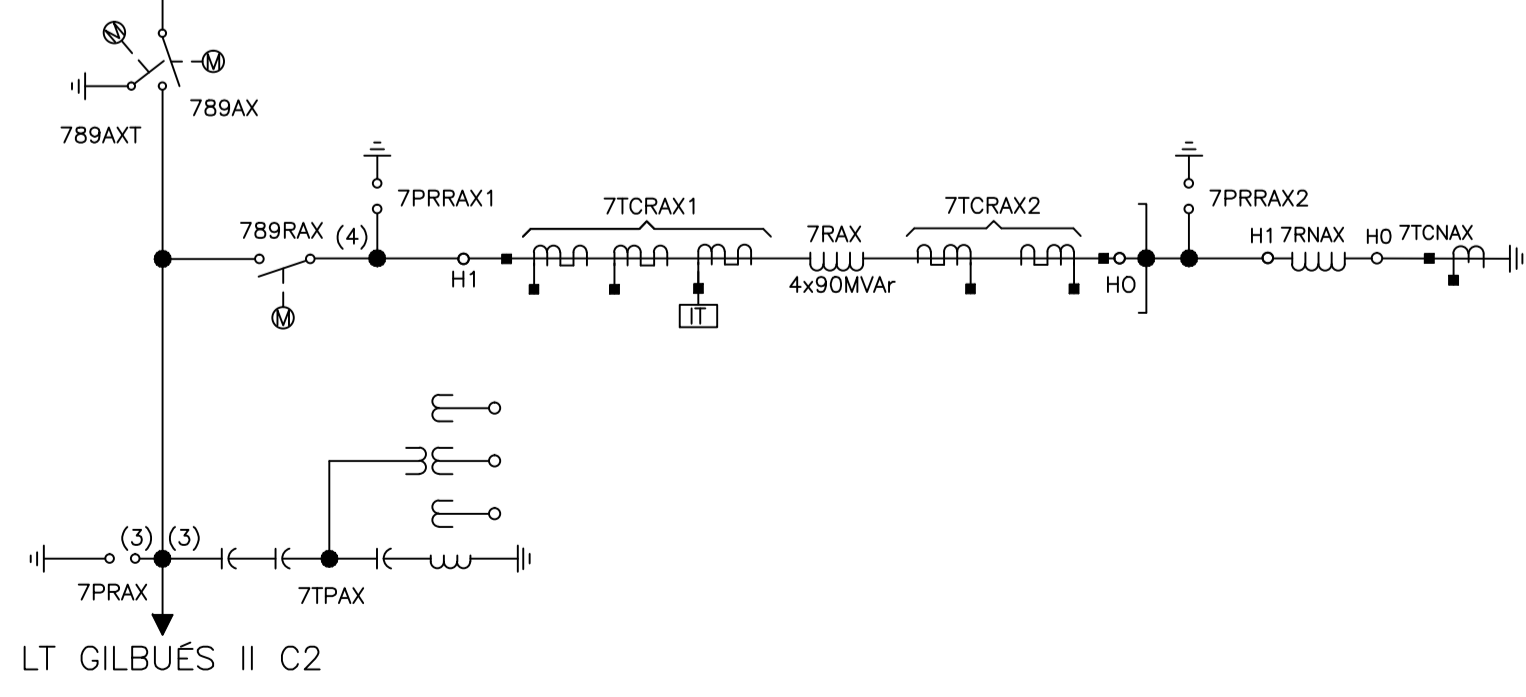 M
M
789AX
789AXT
7PRRAX1
7TCRAX1
7TCRAX2
7PRRAX2
789RAX (4)
7RAX
H1 7RNAX H0 7TCNAX
H1
4x90MVAr
H0
IT
M
(3) (3)
7PRAX
7TPAX
LT GILBUÉS II C2